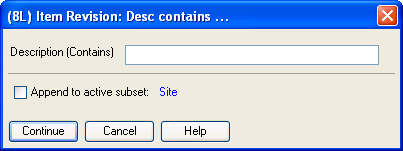 (8L) Item Revision: Desc contains ...
Description (Contains)
Append to active subset: Site
Continue Cancel Help